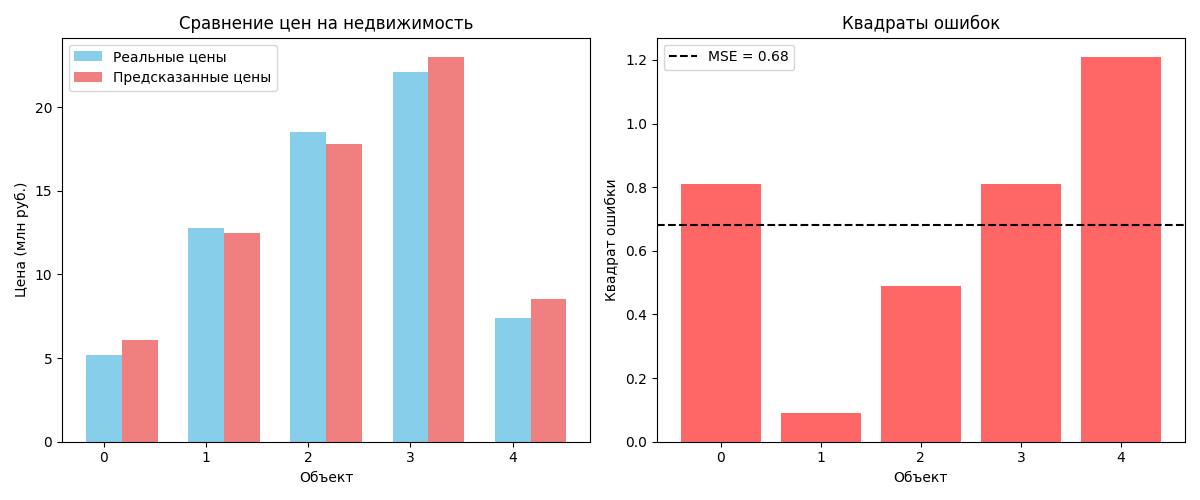 Сравнение цен на недвижимость
Реальные цены
Предсказанные цены
Цена (млн руб.)
20
15
10
5
0
0 1 2 3 4
Объект
Квадраты ошибок
MSE = 0.68
Квадрат ошибки
1.2
1.0
0.8
0.6
0.4
0.2
0.0
0 1 2 3 4
Объект